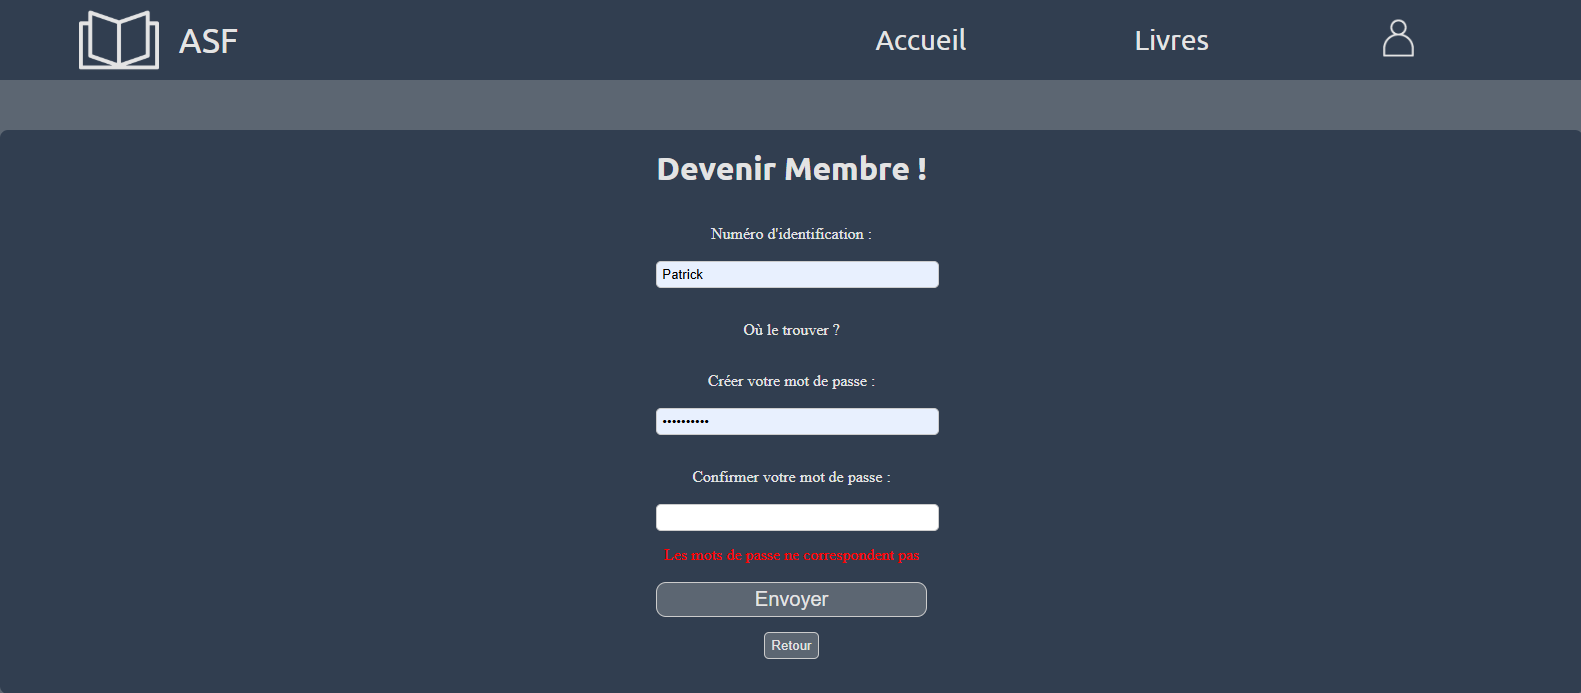 ASF
Accueil
Livres
Devenir Membre !
Numéro d'identification :
Patrick
Où le trouver ?
Créer votre mot de passe :
••••••••••
Confirmer votre mot de passe :
Les mots de passe ne correspondent pas
Envoyer
Retour